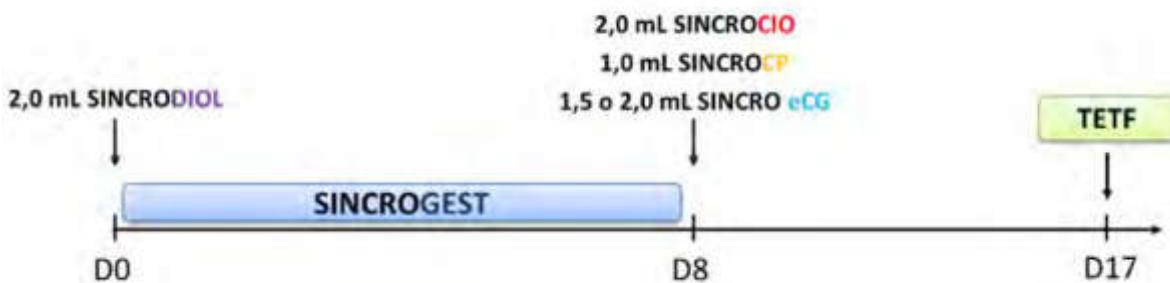 2,0 mL SINCROCIO
1,0 mL SINCROCP
1,5 o 2,0 mL SINCRO eCG
2,0 mL SINCRODIOL
TETF
SINCROGEST
D0
D8
D17